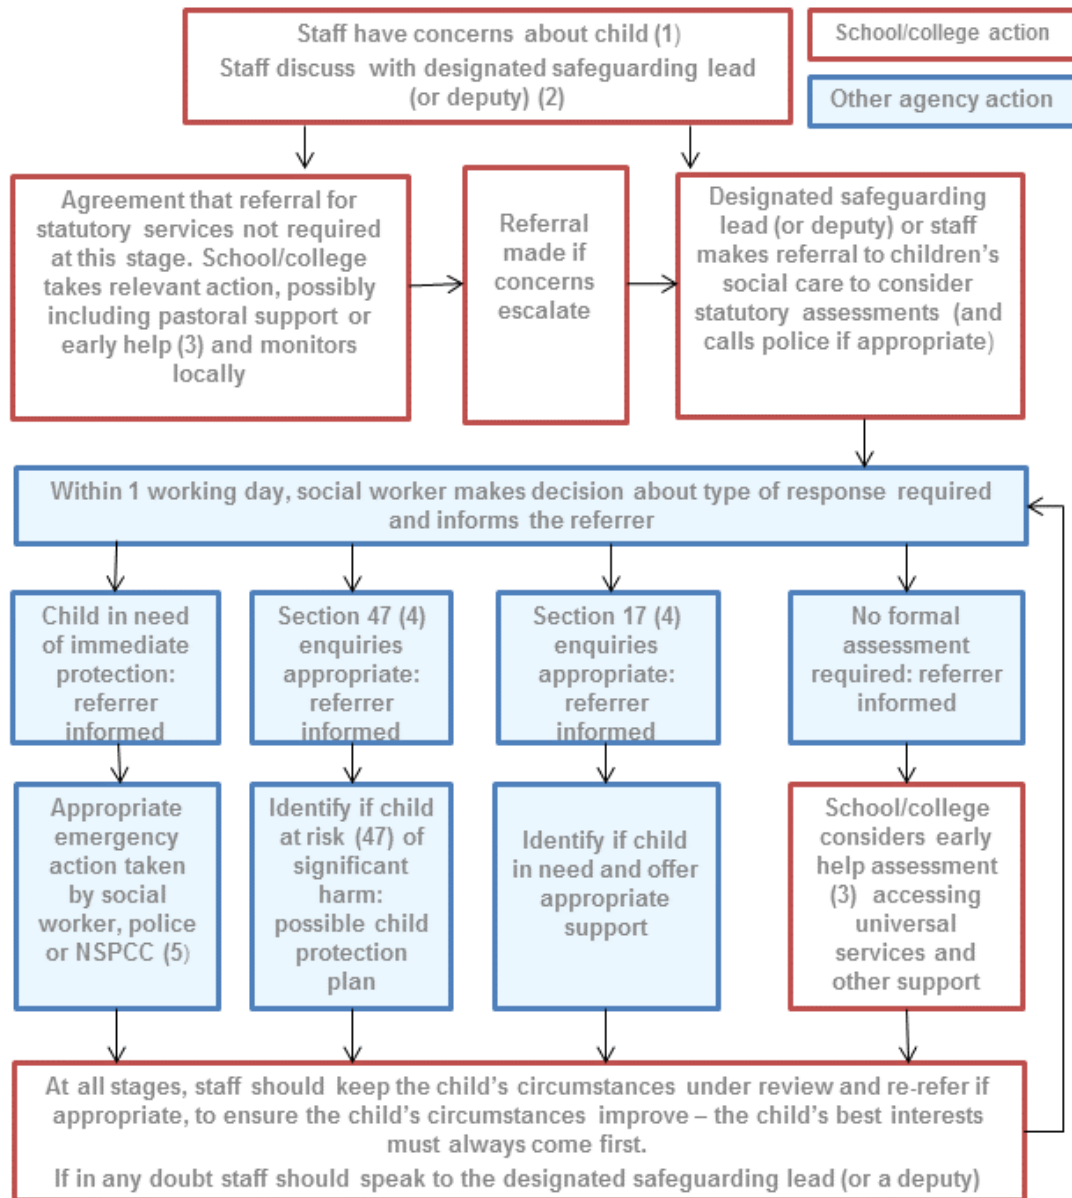 Staff have concerns about child (1)
Staff discuss with designated safeguarding lead
(or deputy) (2)
School/college action
Other agency action
Agreement that referral for
statutory services not required
at this stage. School/college
takes relevant action, possibly
including pastoral support or
early help (3) and monitors
locally
Referral
made if
concerns
escalate
Designated safeguarding
lead (or deputy) or staff
makes referral to children’s
social care to consider
statutory assessments (and
calls police if appropriate)
Within 1 working day, social worker makes decision about type of response required
and informs the referrer
Child in need
of immediate
protection:
referrer
informed
Section 47 (4)
enquiries
appropriate:
referrer
informed
Section 17 (4)
enquiries
appropriate:
referrer
informed
No formal
assessment
required: referrer
informed
Appropriate
emergency
action taken
by social
worker, police
or NSPCC (5)
Identify if child
at risk (47) of
significant
harm:
possible child
protection
plan
Identify if child
in need and offer
appropriate
support
School/college
considers early
help assessment
(3) accessing
universal
services and
other support
At all stages, staff should keep the child’s circumstances under review and re-refer if
appropriate, to ensure the child’s circumstances improve – the child’s best interests
must always come first.
If in any doubt staff should speak to the designated safeguarding lead (or a deputy)